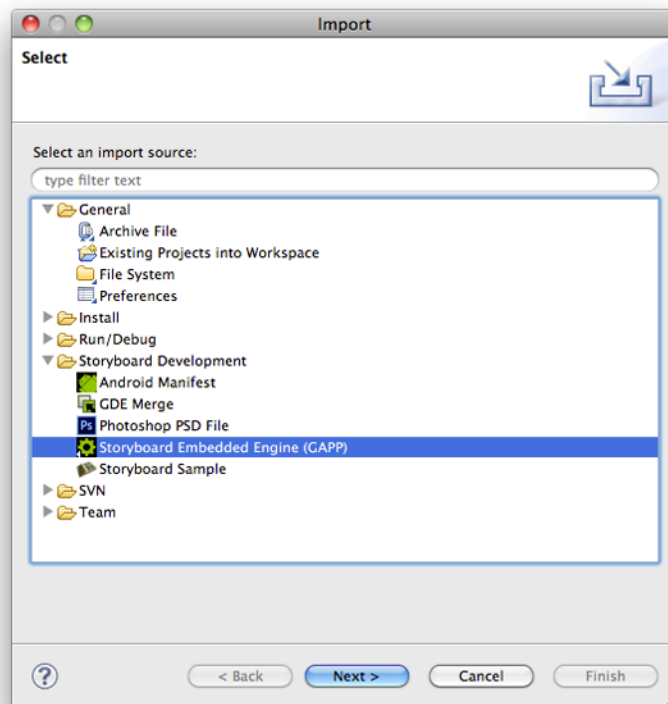 Import
Select
Select an import source:
type filter text
General
Archive File
Existing Projects into Workspace
File System
Preferences
Install
Run/Debug
Storyboard Development
Android Manifest
GDE Merge
Ps Photoshop PSD File
Storyboard Embedded Engine (GAPP)
Storyboard Sample
SVN
Team
? < Back Next > Cancel Finish